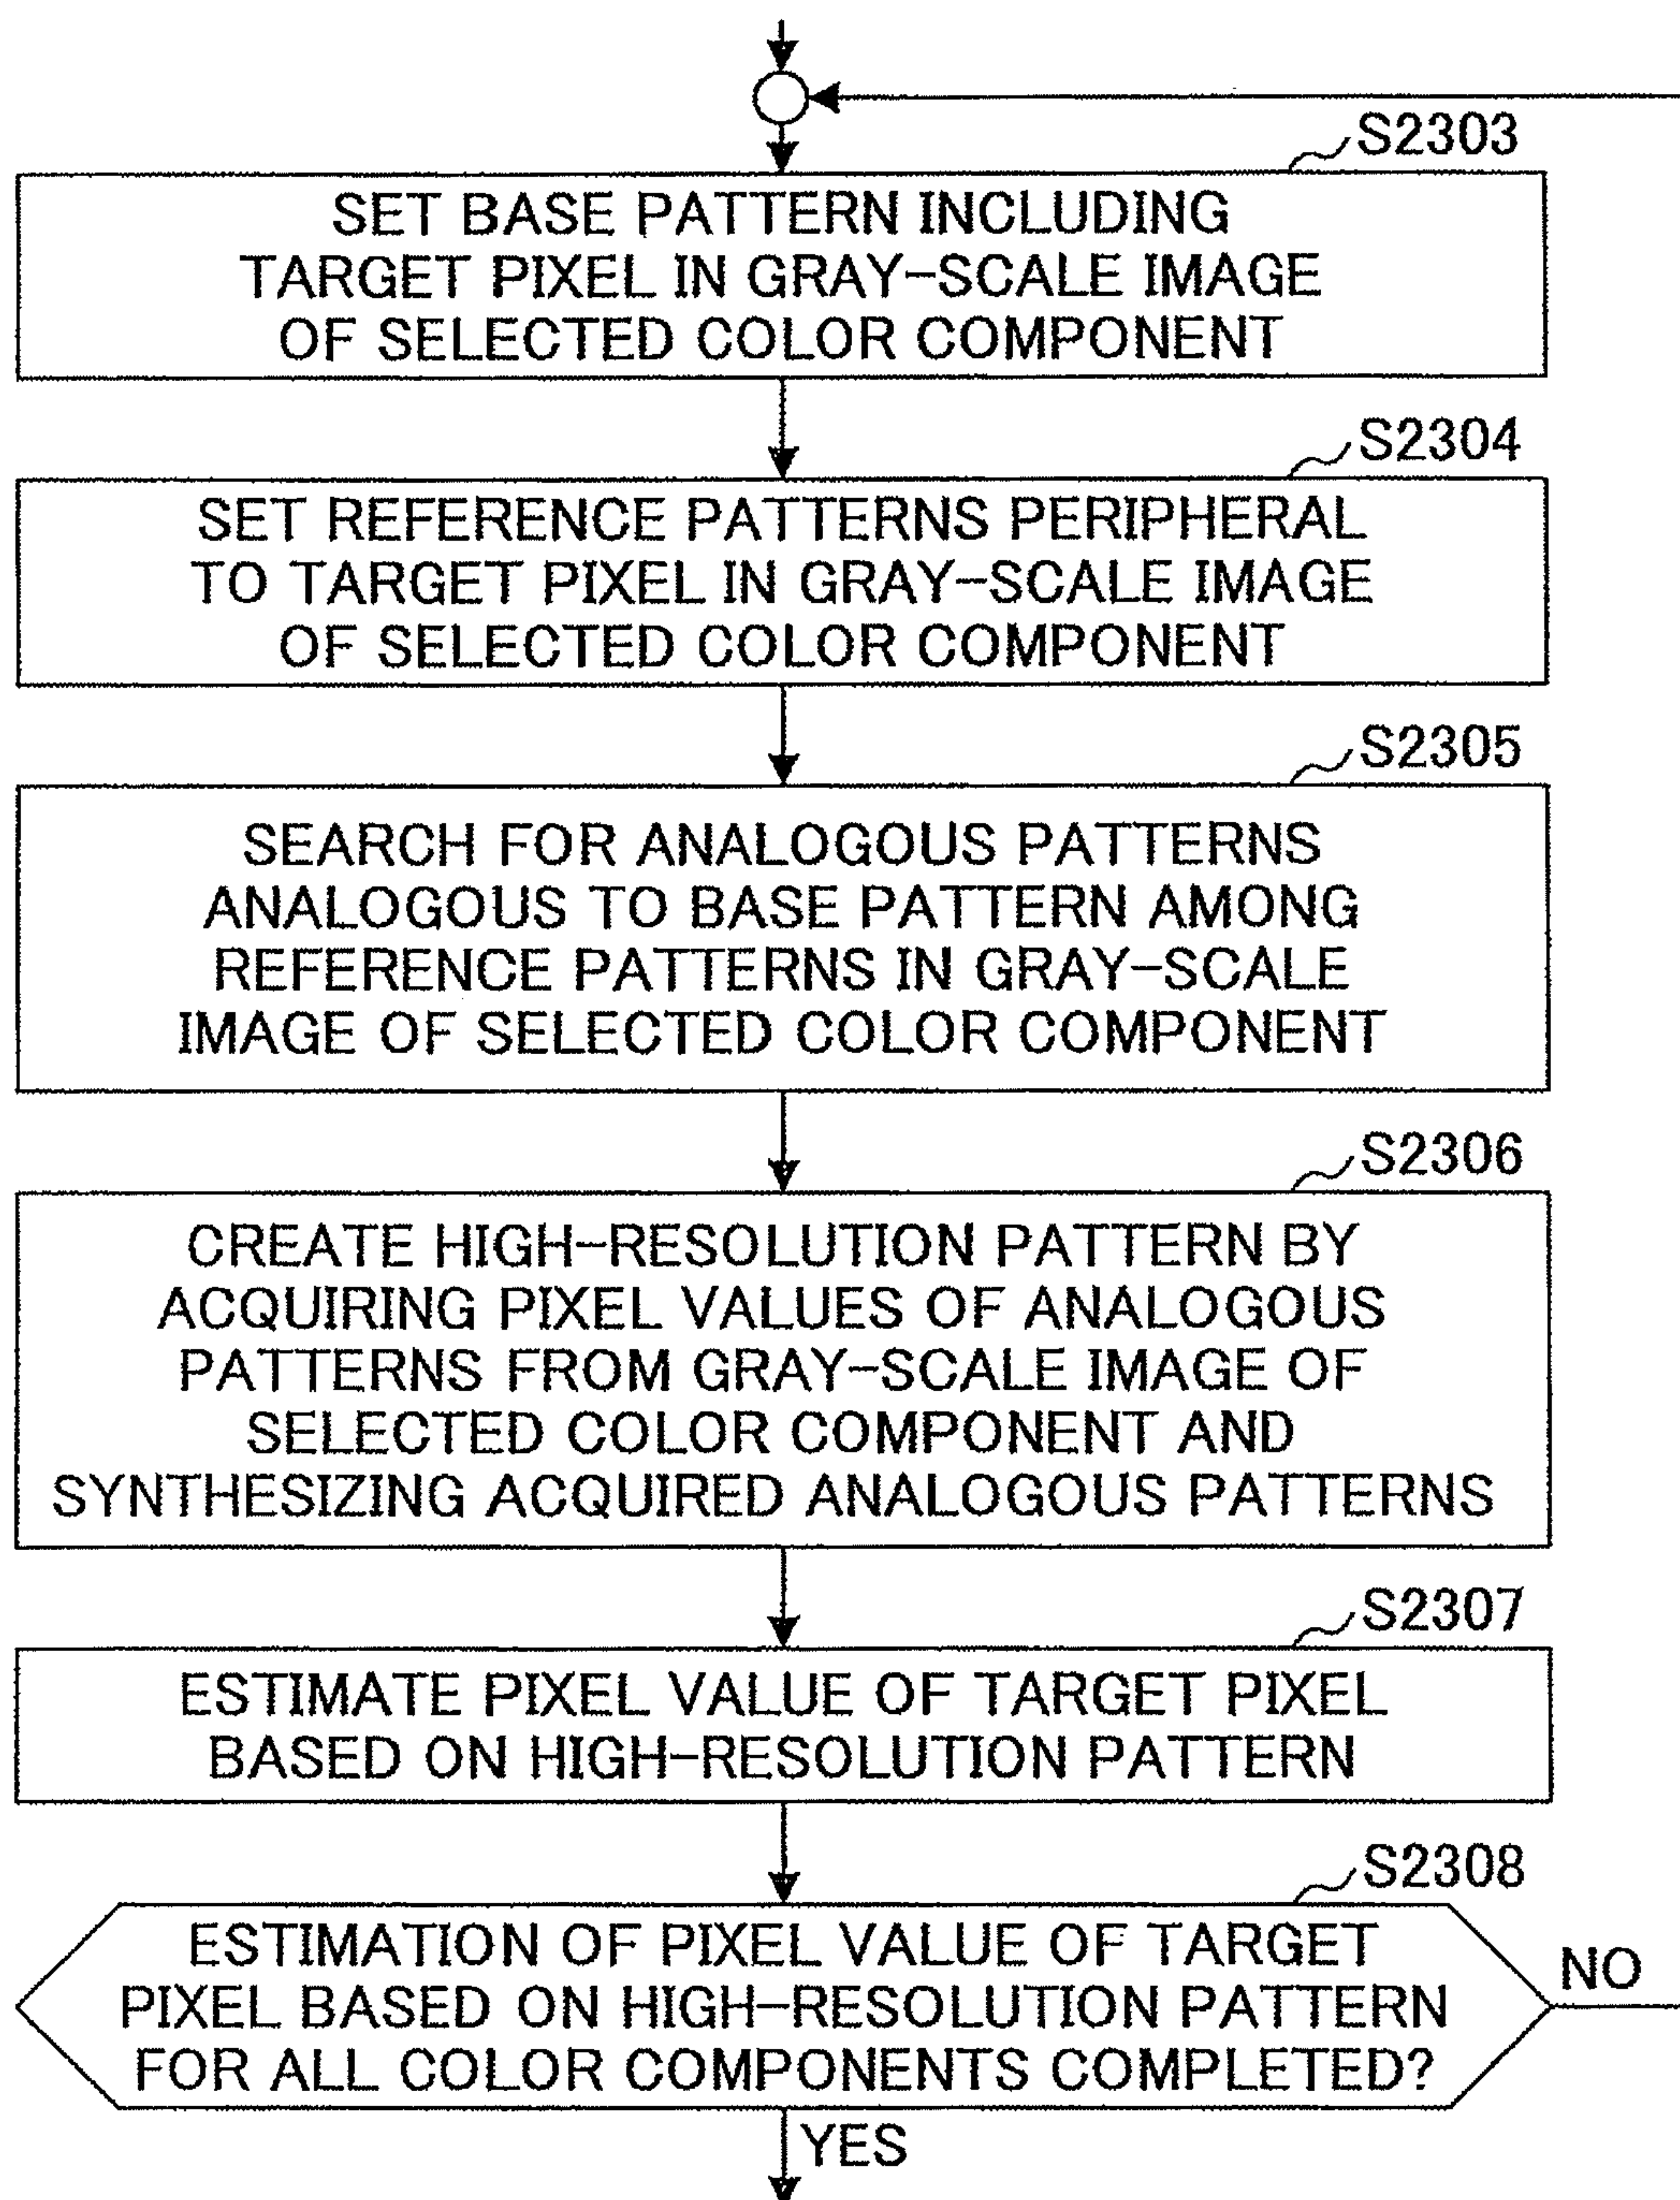 S2303
SET BASE PATTERN INCLUDING
TARGET PIXEL IN GRAY-SCALE IMAGE
OF SELECTED COLOR COMPONENT
S2304
SET REFERENCE PATTERNS PERIPHERAL
TO TARGET PIXEL IN GRAY-SCALE IMAGE
OF SELECTED COLOR COMPONENT
S2305
SEARCH FOR ANALOGOUS PATTERNS
ANALOGOUS TO BASE PATTERN AMONG
REFERENCE PATTERNS IN GRAY-SCALE
IMAGE OF SELECTED COLOR COMPONENT
S2306
CREATE HIGH-RESOLUTION PATTERN BY
ACQUIRING PIXEL VALUES OF ANALOGOUS
PATTERNS FROM GRAY-SCALE IMAGE OF
SELECTED COLOR COMPONENT AND
SYNTHESIZING ACQUIRED ANALOGOUS PATTERNS
S2307
ESTIMATE PIXEL VALUE OF TARGET PIXEL
BASED ON HIGH-RESOLUTION PATTERN
S2308
ESTIMATION OF PIXEL VALUE OF TARGET
PIXEL BASED ON HIGH-RESOLUTION PATTERN
FOR ALL COLOR COMPONENTS COMPLETED?
NO
YES